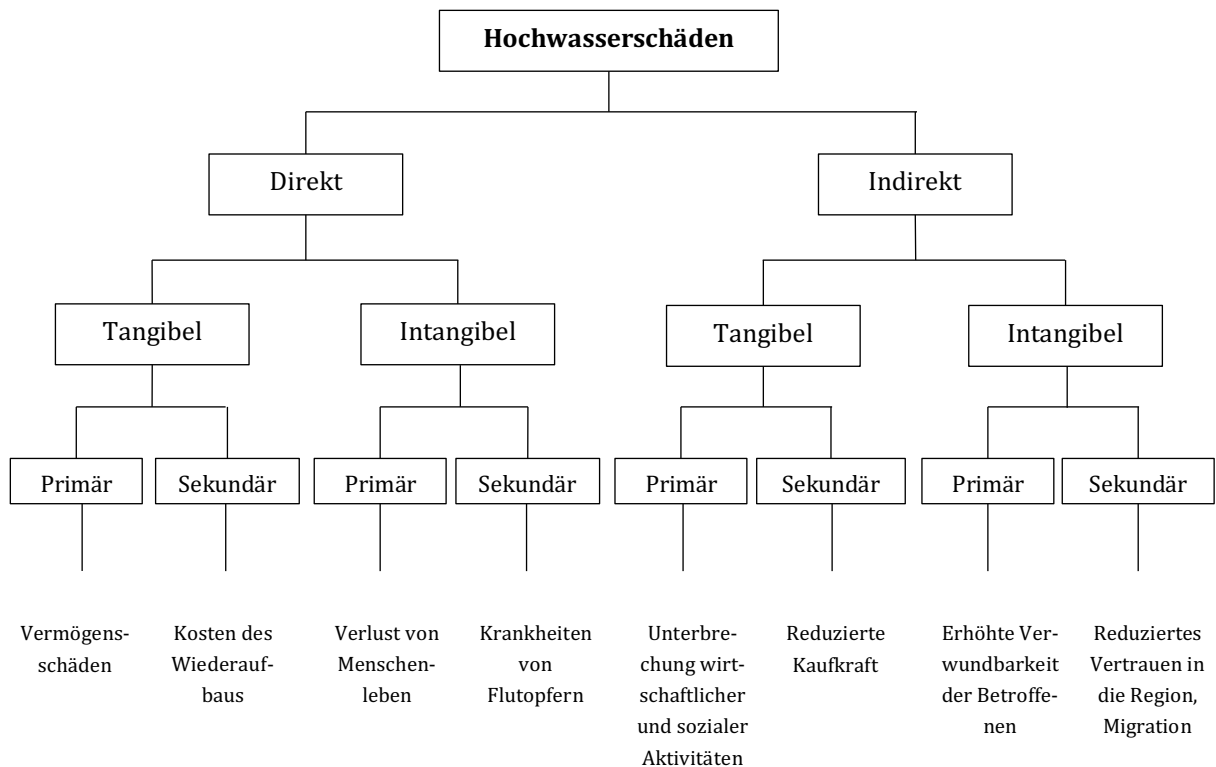 Hochwasserschäden
Direkt
Indirekt
Tangibel
Intangibel
Tangibel
Intangibel
Primär
Sekundär
Primär
Sekundär
Primär
Sekundär
Primär
Sekundär
Vermögens-
schäden
Kosten des
Wiederauf-
baus
Verlust von
Menschen-
leben
Krankheiten
von
Flutopfern
Unterbre-
chung wirt-
schaftlicher
und sozialer
Aktivitäten
Reduzierte
Kaufkraft
Erhöhte Ver-
wundbarkeit
der Betroffe-
nen
Reduziertes
Vertrauen in
die Region,
Migration